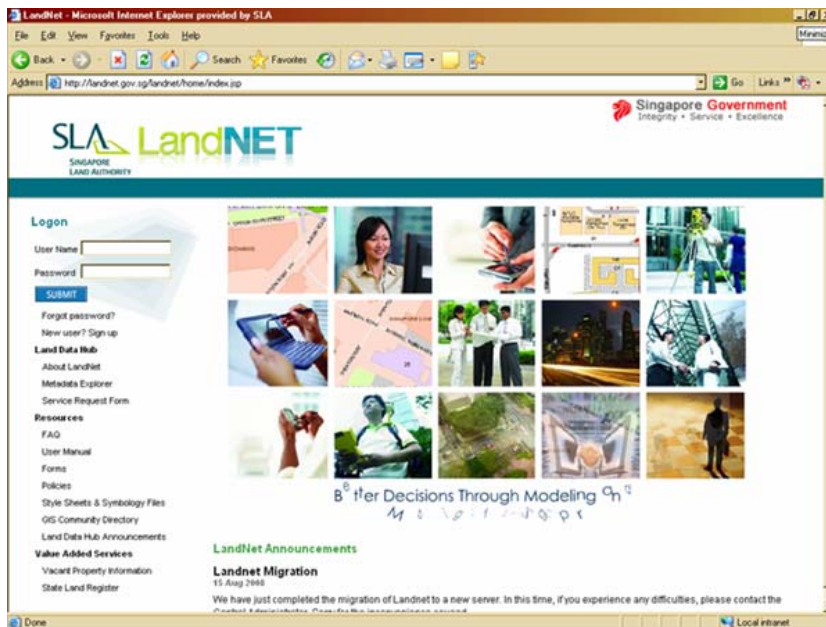 LandNet - Microsoft Internet Explorer provided by SLA
File Edit View Favorites Tools Help
Back Search Favorites
Address http://landnet.gov.sg/landnet/home/index.jsp Go Links »
SLA LandNET
SINGAPORE
LAND AUTHORITY
Singapore Government
Integrity • Service • Excellence
Logon
User Name
Password
SUBMIT
Forgot password?
New user? Sign up
Land Data Hub
About LandNet
Metadata Explorer
Service Request Form
Resources
FAQ
User Manual
Forms
Policies
Style Sheets & Symbology Files
GIS Community Directory
Land Data Hub Announcements
Value Added Services
Vacant Property Information
State Land Register
Better Decisions Through Modeling
LandNet Announcements
Landnet Migration
15 Aug 2008
We have just completed the migration of Landnet to a new server. In this time, if you experience any difficulties, please contact the
Done
Local intranet